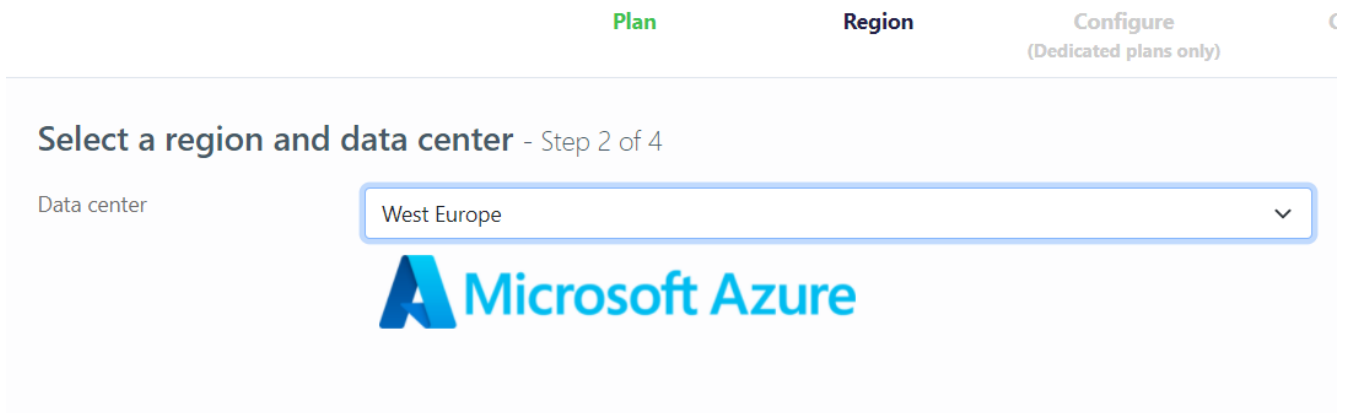 Plan Region Configure
(Dedicated plans only)
Select a region and data center - Step 2 of 4
Data center West Europe
Microsoft Azure